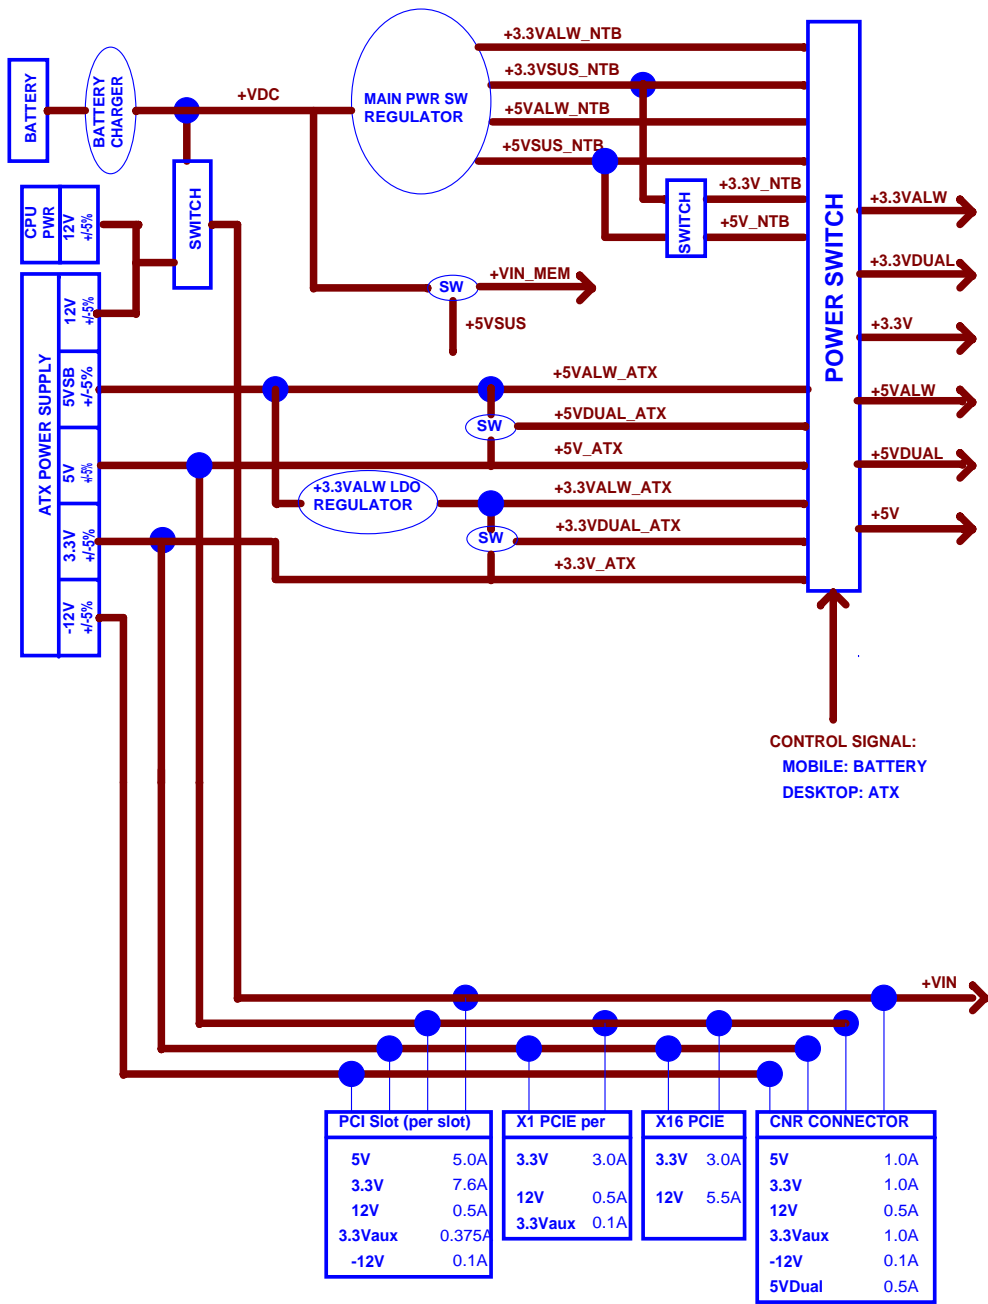 +3.3VALW_NTB
+3.3VSUS_NTB
+5VALW_NTB
+5VSUS_NTB
+3.3V_NTB
+5V_NTB
BATTERY
BATTERY
CHARGER
+VDC
MAIN PWR SW
REGULATOR
CPU
PWR
12V
+/-5%
SWITCH
SWITCH
POWER SWITCH
+3.3VALW
+3.3VDUAL
+3.3V
+5VALW
+5VDUAL
+5V
SW
+VIN_MEM
+5VSUS
ATX POWER SUPPLY
12V
+/-5%
5VSB
+/-5%
5V
+/-5%
3.3V
+/-5%
-12V
+/-5%
+5VALW_ATX
SW
+5VDUAL_ATX
+5V_ATX
+3.3VALW LDO
REGULATOR
+3.3VALW_ATX
SW
+3.3VDUAL_ATX
+3.3V_ATX
CONTROL SIGNAL:
MOBILE: BATTERY
DESKTOP: ATX
+VIN
PCI Slot (per slot)
5V 5.0A
3.3V 7.6A
12V 0.5A
3.3Vaux 0.375A
-12V 0.1A
X1 PCIE per
3.3V 3.0A
12V 0.5A
3.3Vaux 0.1A
X16 PCIE
3.3V 3.0A
12V 5.5A
CNR CONNECTOR
5V 1.0A
3.3V 1.0A
12V 0.5A
3.3Vaux 1.0A
-12V 0.1A
5VDual 0.5A